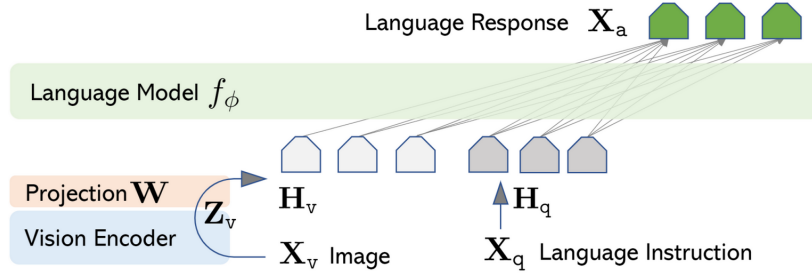 Language Response X_a
Language Model f_ϕ
Projection W
Z_v
H_v
H_q
Vision Encoder
X_v Image
X_q Language Instruction